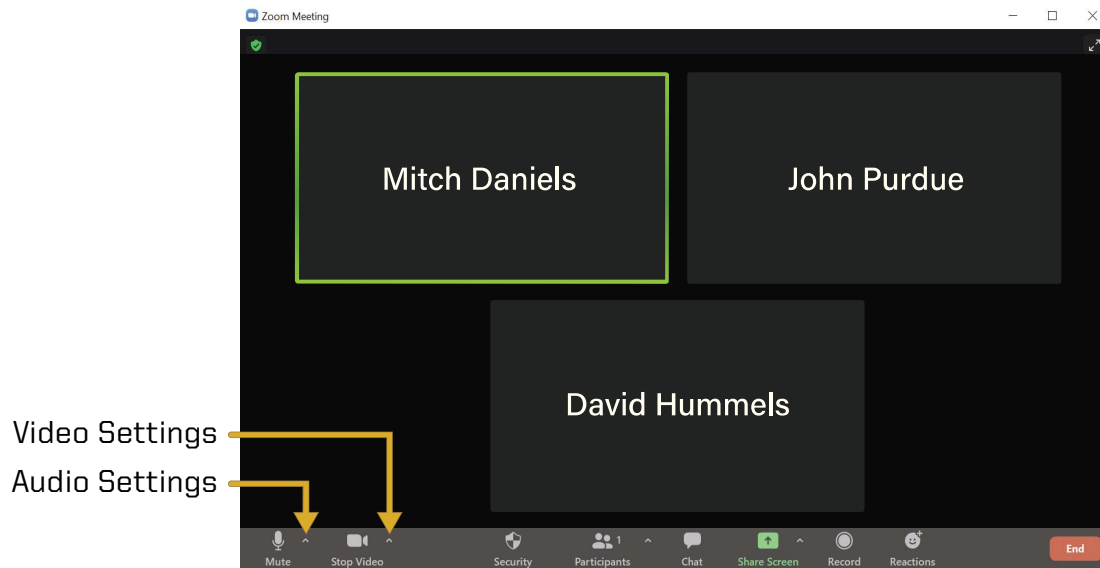 Zoom Meeting
Mitch Daniels
John Purdue
David Hummels
Video Settings
Audio Settings
1
Mute Stop Video Security Participants Chat Share Screen Record Reactions End